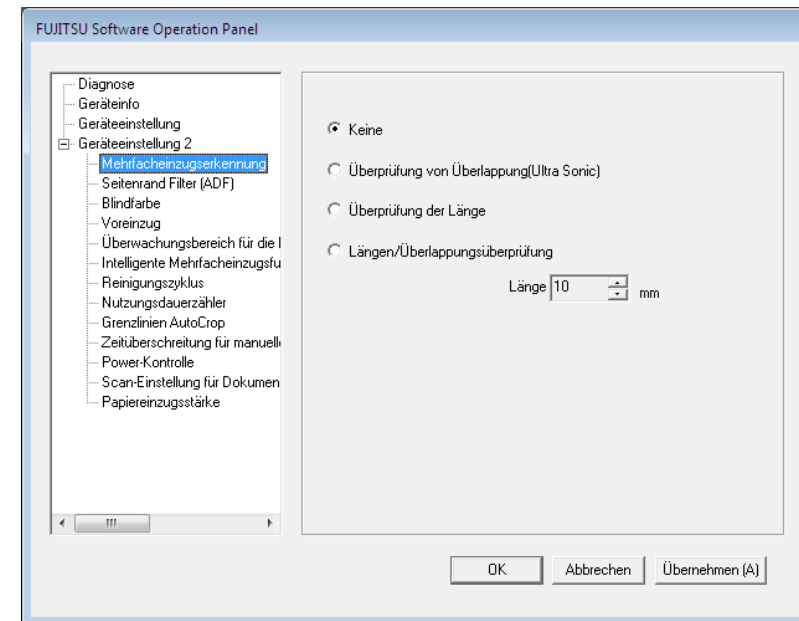 FUJITSU Software Operation Panel
Diagnose
Geräteinfo
Geräteeinstellung
Geräteeinstellung 2
Mehrfacheinzugserkennung
Seitenrand Filter (ADF)
Blindfarbe
Voreinzug
Überwachungsbereich für die l
Intelligente Mehrfacheinzugsfu
Reinigungszyklus
Nutzungsdauerzähler
Grenzlinien AutoCrop
Zeitüberschreitung für manuell
Power-Kontrolle
Scan-Einstellung für Dokumen
Papiereinzugsstärke
Keine
Überprüfung von Überlappung(Ultra Sonic)
Überprüfung der Länge
Längen/Überlappungsüberprüfung
Länge 10 mm
OK Abbrechen Übernehmen (A)